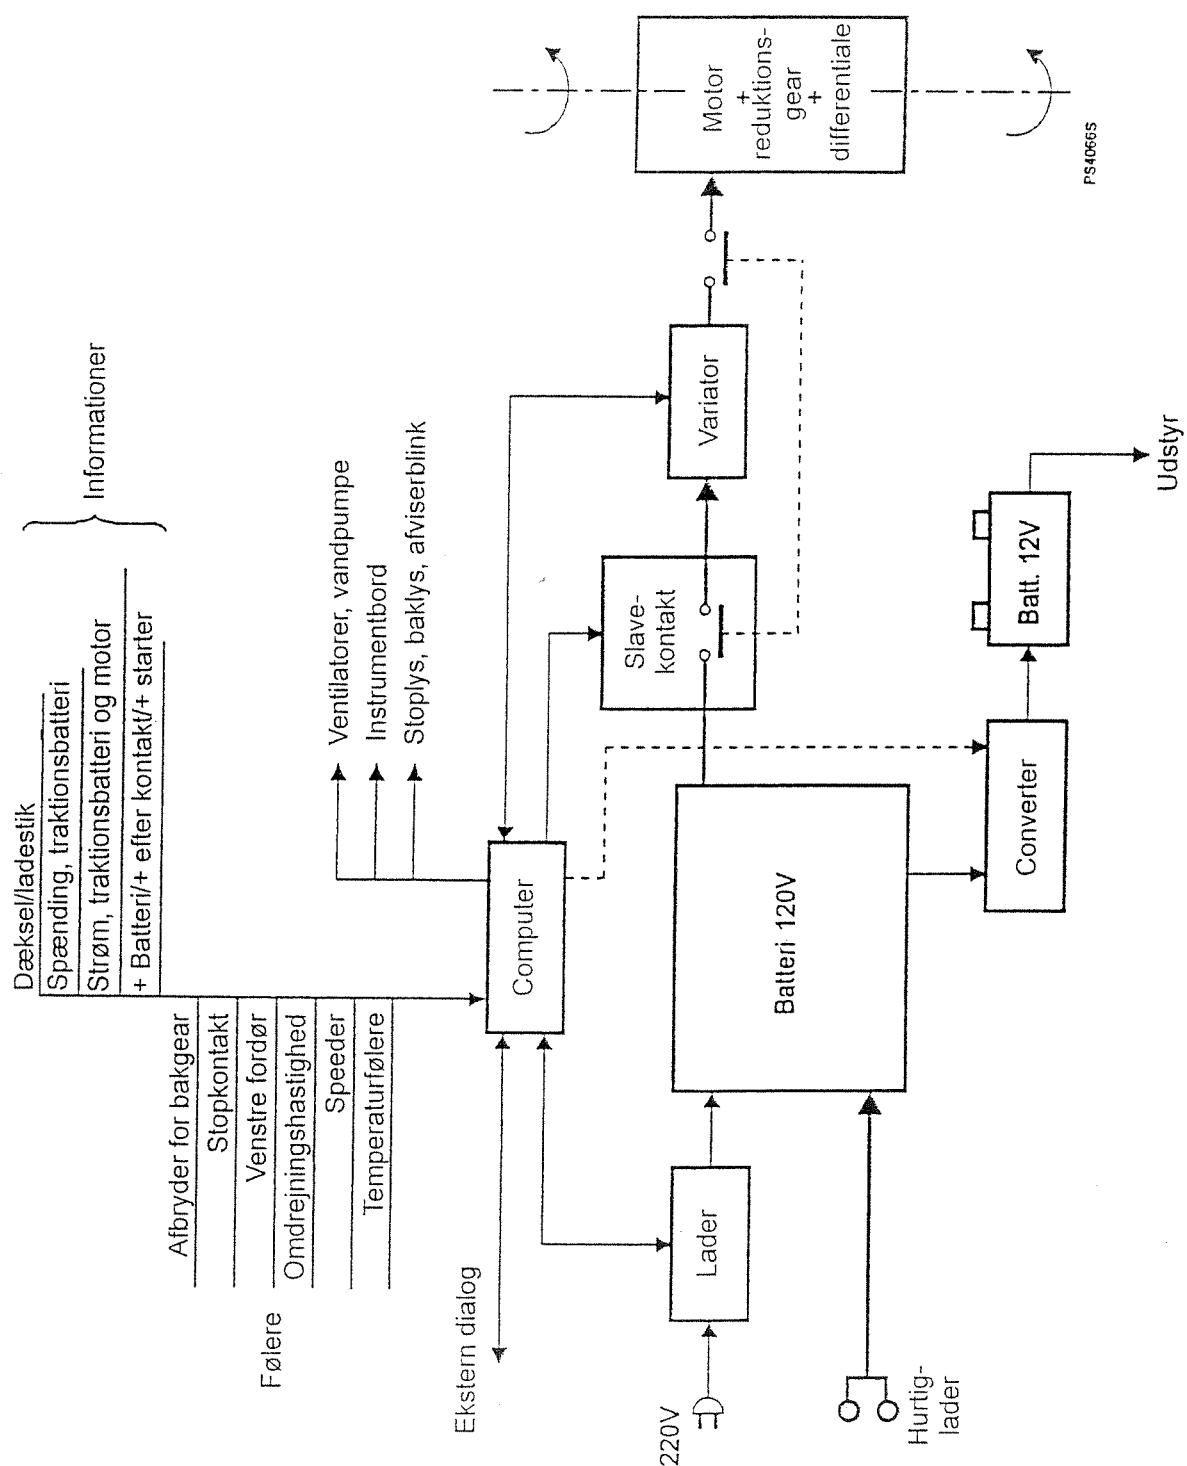 Dæksel/ladestik
Spænding, traktionsbatteri
Strøm, traktionsbatteri og motor
+ Batteri/+ efter kontakt/+ starter
Informationer
Følere
Afbryder for bakgear
Stopkontakt
Venstre fordør
Omdrejningshastighed
Speeder
Temperaturfølere
Ventilatorer, vandpumpe
Instrumentbord
Stoplys, baklys, afviserblink
Ekstern dialog
Computer
220V
Lader
Slave-
kontakt
Variator
Motor
+
reduktions-
gear
+
differentiale
Batteri 120V
Hurtig-
lader
Converter
Batt. 12V
Udstyr
PS4066S